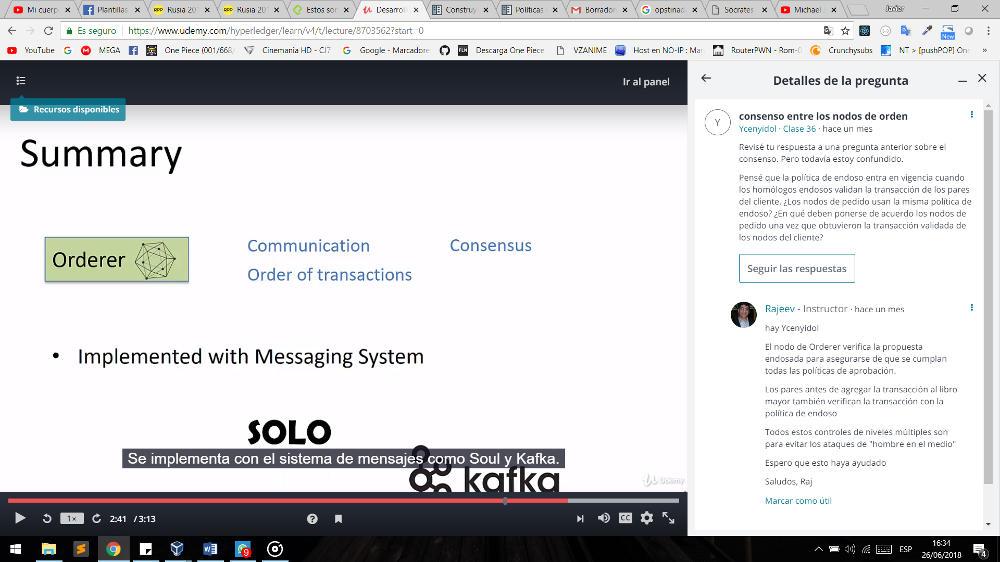 Mi cuerp
Plantillas
Rusia 201
Rusia 201
Estos son
Desarroll
Construy
Políticas
Borrador
opstinad
Sócrates
Michael J
Javier
Es seguro
https://www.udemy.com/hyperledger/learn/v4/t/lecture/8703562?start=0
New
YouTube
MEGA
One Piece (001/668/
Cinemania HD - CJ7
Google - Marcadore
FLN
Descarga One Piece
VZANIME
Host en NO-IP : Man
RouterPWN - Rom-0
Crunchysubs
NT > [pushPOP] One
»
Ir al panel
Recursos disponibles
Summary
Orderer
Communication
Consensus
Order of transactions
• Implemented with Messaging System
SOLO
Se implementa con el sistema de mensajes como Soul y Kafka.
kafka
Udemy
1×
2:41 / 3:13
CC
Detalles de la pregunta
Y
consenso entre los nodos de orden
Ycenyidol · Clase 36 · hace un mes
Revisé tu respuesta a una pregunta anterior sobre el
consenso. Pero todavía estoy confundido.
Pensé que la política de endoso entra en vigencia cuando
los homólogos endosos validan la transacción de los pares
del cliente. ¿Los nodos de pedido usan la misma política de
endoso? ¿En qué deben ponerse de acuerdo los nodos de
pedido una vez que obtuvieron la transacción validada de
los nodos del cliente?
Seguir las respuestas
Rajeev - Instructor · hace un mes
hay Ycenyidol
El nodo de Orderer verifica la propuesta
endosada para asegurarse de que se cumplan
todas las políticas de aprobación.
Los pares antes de agregar la transacción al libro
mayor también verifican la transacción con la
política de endoso
Todos estos controles de niveles múltiples son
para evitar los ataques de "hombre en el medio"
Espero que esto haya ayudado
Saludos, Raj
Marcar como útil
9
ESP
16:34
26/06/2018
4